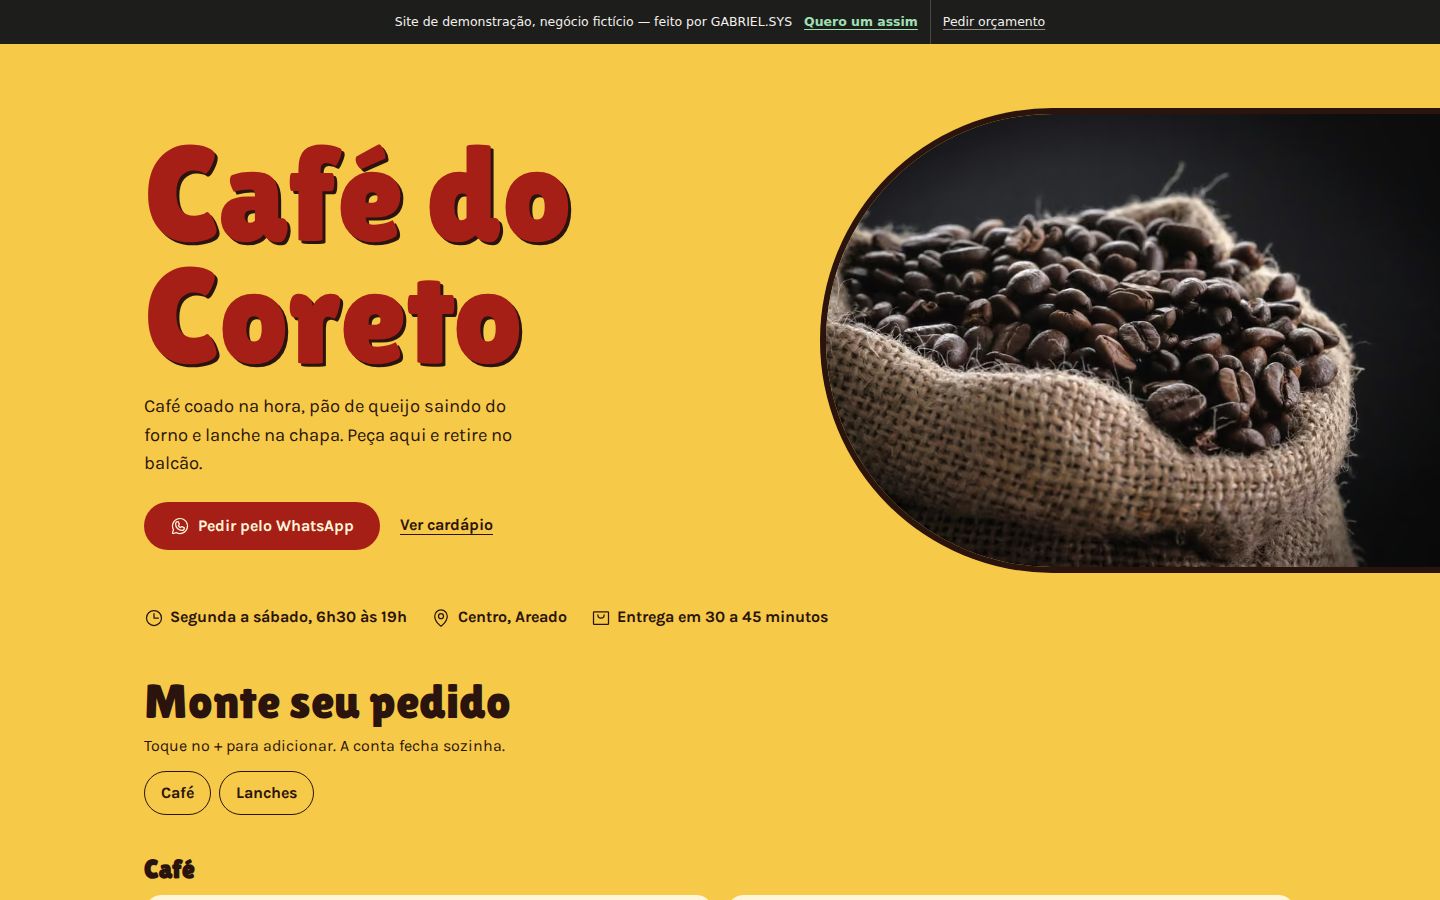 Site de demonstração, negócio fictício — feito por GABRIEL.SYS Quero um assim Pedir orçamento
Café do
Coreto
Café coado na hora, pão de queijo saindo do
forno e lanche na chapa. Peça aqui e retire no
balcão.
Pedir pelo WhatsApp Ver cardápio
Segunda a sábado, 6h30 às 19h Centro, Areado Entrega em 30 a 45 minutos
Monte seu pedido
Toque no + para adicionar. A conta fecha sozinha.
Café Lanches
Café